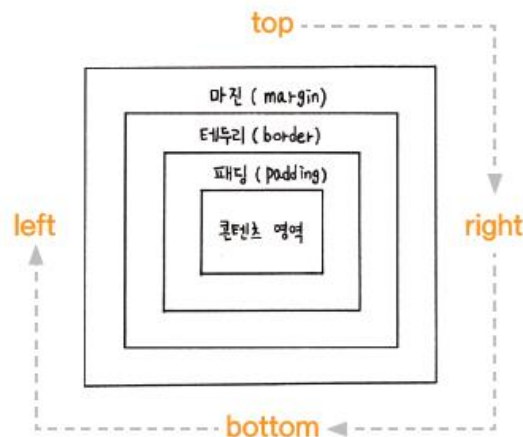 top
마진 ( margin )
테두리 ( border )
패딩 ( padding )
left
콘텐츠 영역
right
bottom